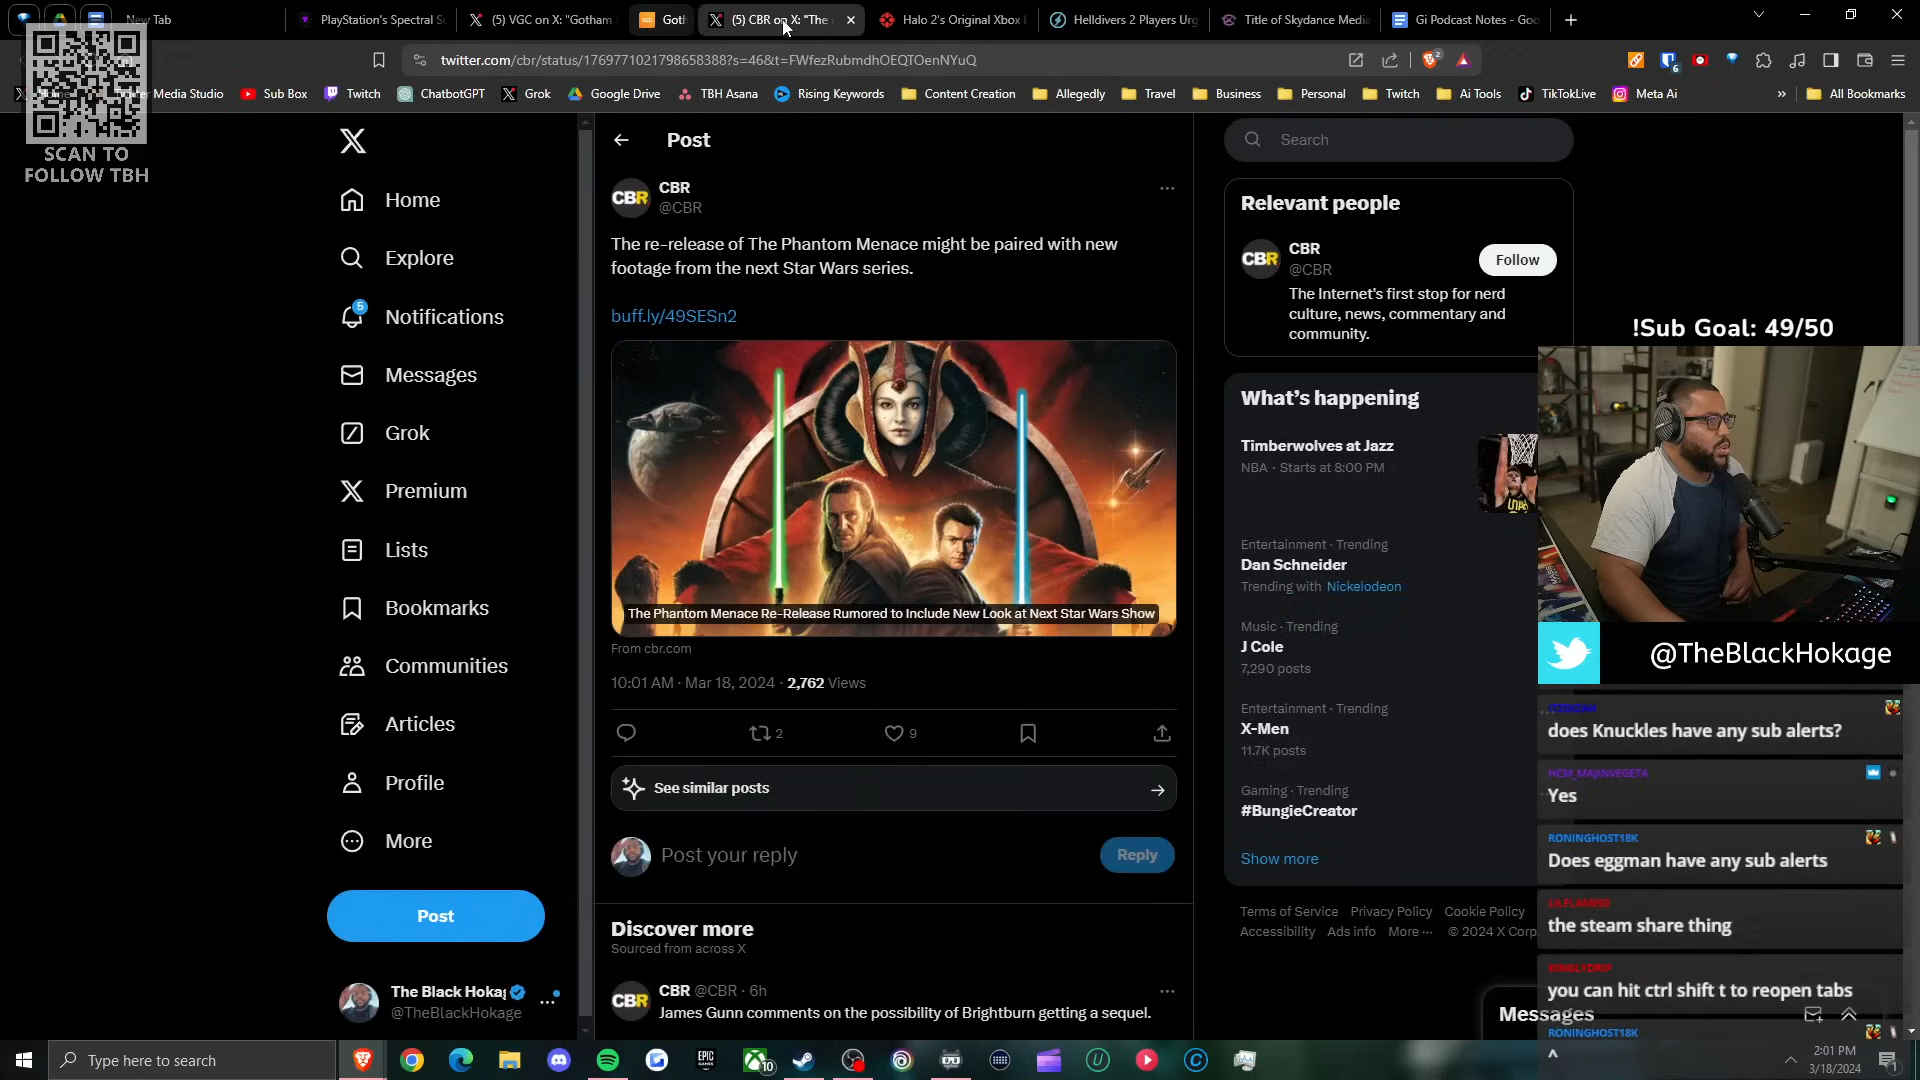 New Tab
PlayStation's Spectral S
(5) VGC on X: "Gotham
Goth
(5) CBR on X: "The
Halo 2's Original Xbox L
Helldivers 2 Players Urg
Title of Skydance Media
Gi Podcast Notes - Goo
twitter.com/cbr/status/1769771021798658388?s=46&t=FWfezRubmdhOEQTOenNYuQ
Media Studio
Sub Box
Twitch
ChatbotGPT
Grok
Google Drive
TBH Asana
Rising Keywords
Content Creation
Allegedly
Travel
Business
Personal
Twitch
Ai Tools
TikTokLive
Meta Ai
All Bookmarks
SCAN TO
FOLLOW TBH
Home
Explore
5
Notifications
Messages
Grok
Premium
Lists
Bookmarks
Communities
Articles
Profile
More
Post
The Black Hoka
@TheBlackHokage
Post
CBR
@CBR
The re-release of The Phantom Menace might be paired with new
footage from the next Star Wars series.
buff.ly/49SESn2
The Phantom Menace Re-Release Rumored to Include New Look at Next Star Wars Show
From cbr.com
10:01 AM · Mar 18, 2024 · 2,762 Views
2
9
See similar posts
Post your reply
Reply
Discover more
Sourced from across X
CBR @CBR · 6h
James Gunn comments on the possibility of Brightburn getting a sequel.
Search
Relevant people
CBR
@CBR
Follow
The Internet's first stop for nerd
culture, news, commentary and
community.
What's happening
Timberwolves at Jazz
NBA · Starts at 8:00 PM
Entertainment · Trending
Dan Schneider
Trending with Nickelodeon
Music · Trending
J Cole
7,290 posts
Entertainment · Trending
X-Men
11.7K posts
Gaming · Trending
#BungieCreator
Show more
Terms of Service Privacy Policy Cookie Policy
Accessibility Ads info More ··· © 2024 X Corp
Messages
!Sub Goal: 49/50
@TheBlackHokage
does Knuckles have any sub alerts?
HCM_MAJINVEGETA
Yes
RONINGHOST18K
Does eggman have any sub alerts
the steam share thing
you can hit ctrl shift t to reopen tabs
RONINGHOST18K
^
Type here to search
10
2:01 PM
3/18/2024
1